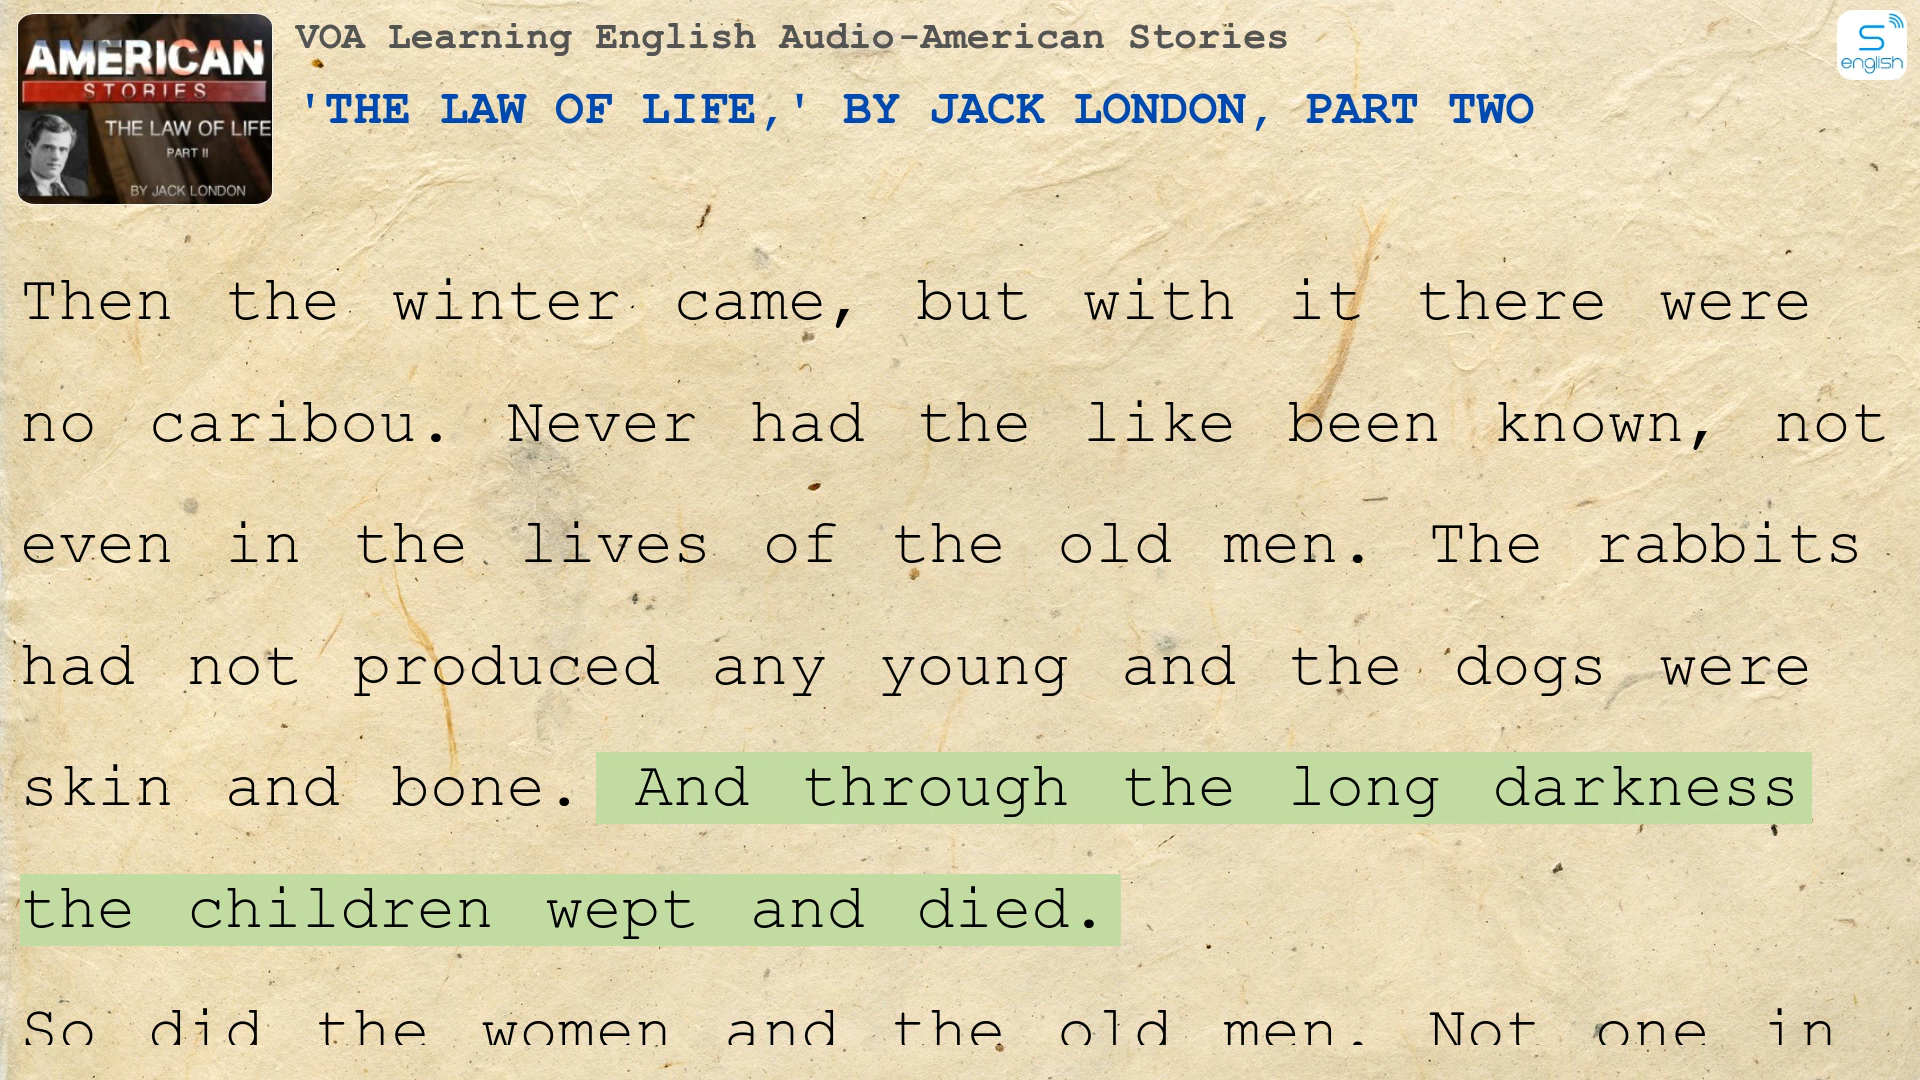 AMERICAN
STORIES
THE LAW OF LIFE
PART II
BY JACK LONDON
VOA Learning English Audio-American Stories
'THE LAW OF LIFE,' BY JACK LONDON, PART TWO
S
english
Then the winter came, but with it there were
no caribou. Never had the like been known, not
even in the lives of the old men. The rabbits
had not produced any young and the dogs were
skin and bone. And through the long darkness
the children wept and died.
So did the women and the old men. Not one in